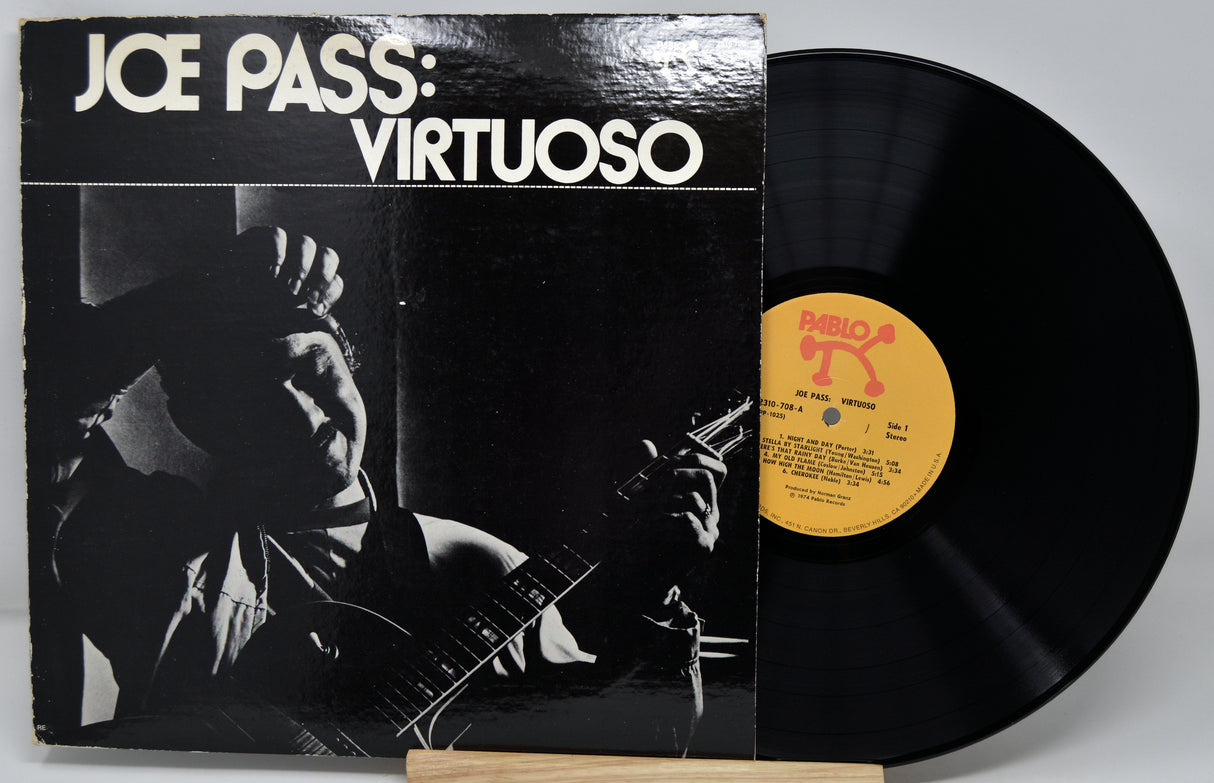 JOE PASS:
VIRTUOSO
RE
PABLO
JOE PASS: VIRTUOSO
2310-708-A
Side 1
Stereo
1. NIGHT AND DAY (Porter) 3:31
STELLA BY STARLIGHT (Young/Washington) 5:08
ERE'S THAT RAINY DAY (Burke/Van Heusen) 3:34
4. MY OLD FLAME (Coslow/Johnston) 5:15
HOW HIGH THE MOON (Hamilton/Lewis) 4:56
6. CHEROKEE (Noble) 3:34
Produced by Norman Granz
℗ 1974 Pablo Records
DS, INC. · 451 N. CANON DR., BEVERLY HILLS, CA 90210 • MADE IN U.S.A.